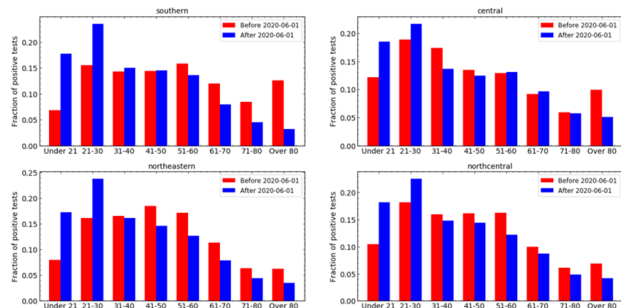 southern
Fraction of positive tests
0.20
0.15
0.10
0.05
0.00
Before 2020-06-01
After 2020-06-01
Under 21 21-30 31-40 41-50 51-60 61-70 71-80 Over 80
central
Fraction of positive tests
0.20
0.15
0.10
0.05
0.00
Before 2020-06-01
After 2020-06-01
Under 21 21-30 31-40 41-50 51-60 61-70 71-80 Over 80
northeastern
Fraction of positive tests
0.25
0.20
0.15
0.10
0.05
0.00
Before 2020-06-01
After 2020-06-01
Under 21 21-30 31-40 41-50 51-60 61-70 71-80 Over 80
northcentral
Fraction of positive tests
0.20
0.15
0.10
0.05
0.00
Before 2020-06-01
After 2020-06-01
Under 21 21-30 31-40 41-50 51-60 61-70 71-80 Over 80